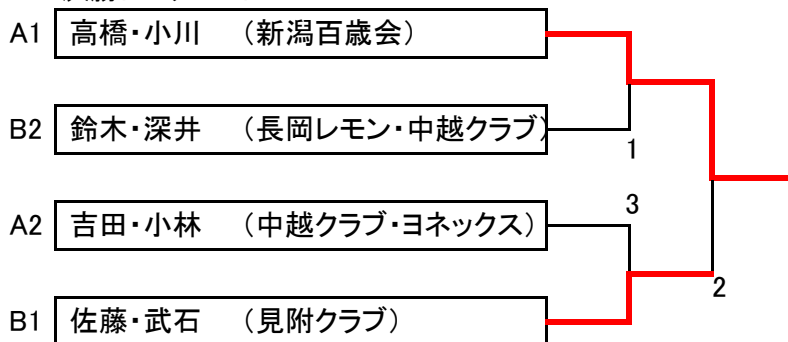 A1 高橋・小川 （新潟百歳会）
B2 鈴木・深井 （長岡レモン・中越クラブ）
1
A2 吉田・小林 （中越クラブ・ヨネックス）
3
2
B1 佐藤・武石 （見附クラブ）